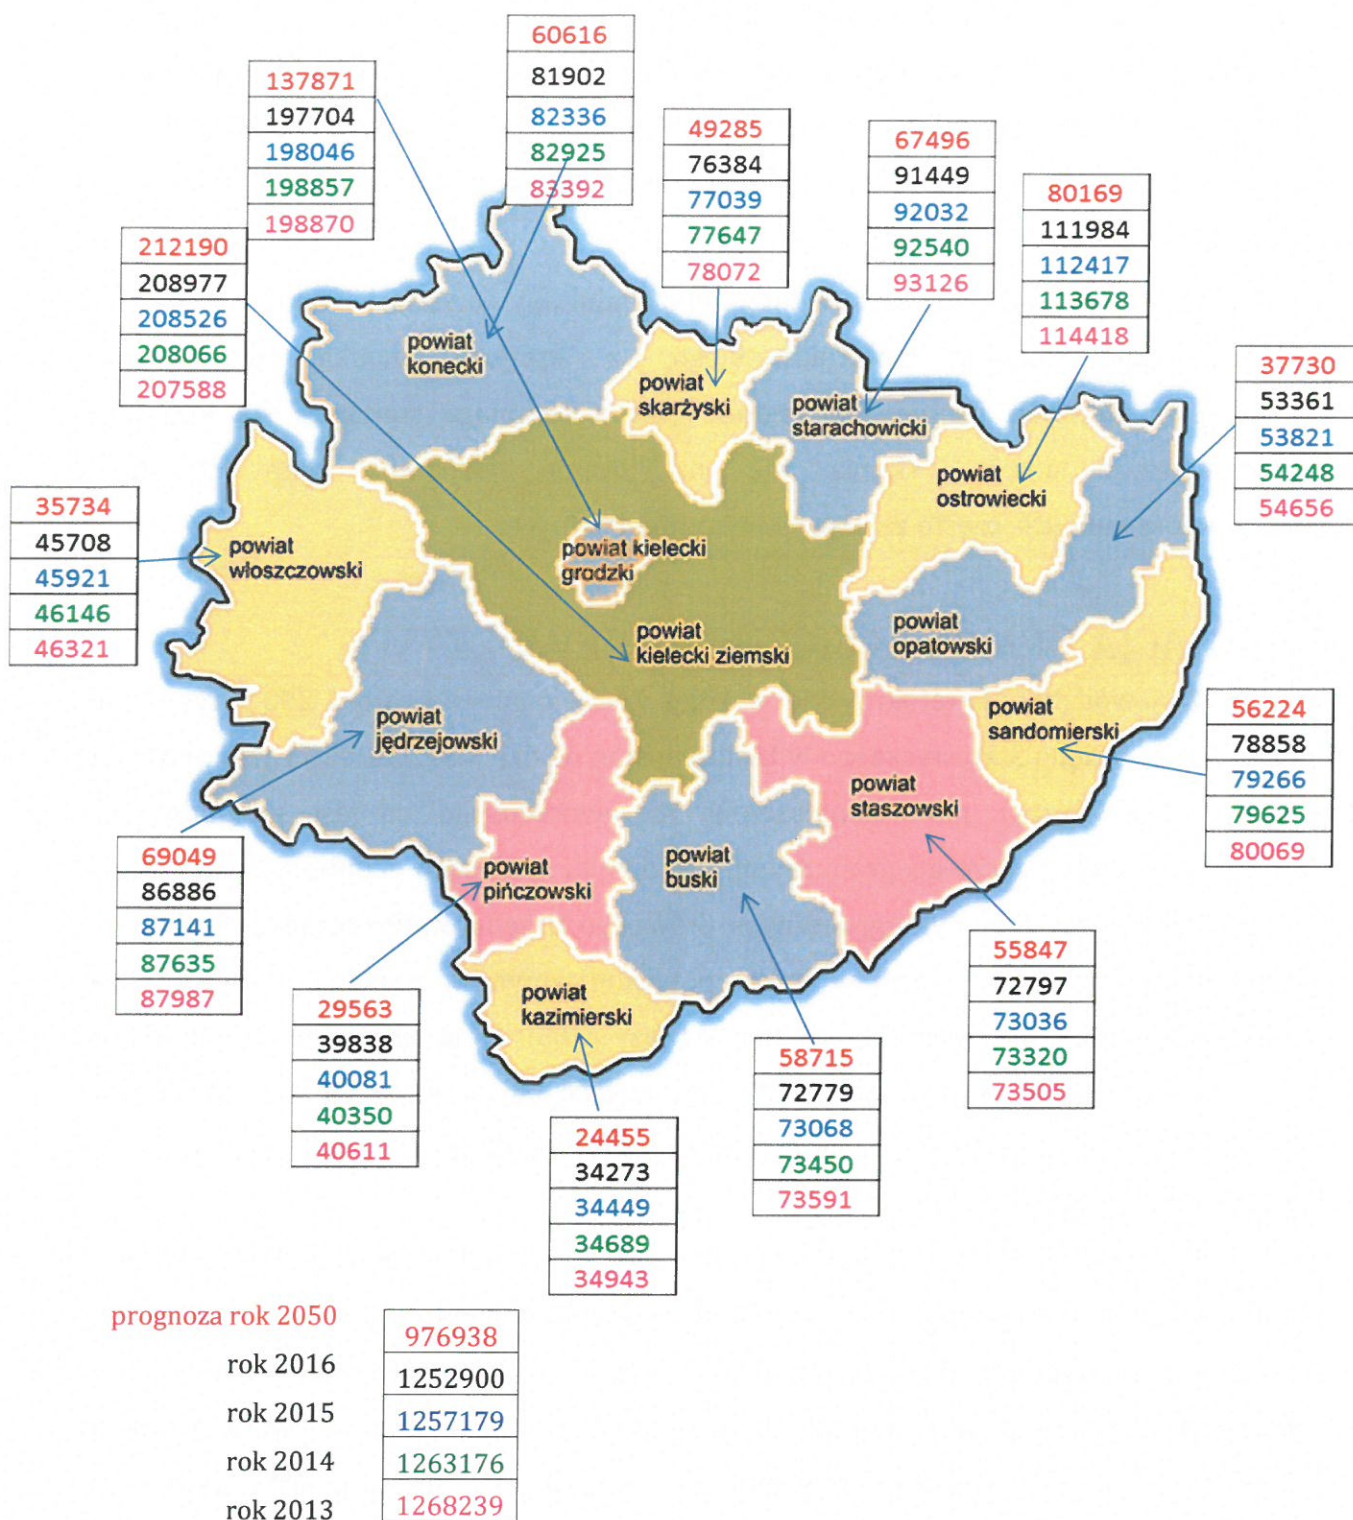 60616
81902
82336
82925
83392
137871
197704
198046
198857
198870
49285
76384
77039
77647
78072
67496
91449
92032
92540
93126
80169
111984
112417
113678
114418
212190
208977
208526
208066
207588
37730
53361
53821
54248
54656
powiat
konecki
powiat
skarżyski
powiat
starachowicki
powiat
ostrowiecki
35734
45708
45921
46146
46321
powiat
włoszczowski
powiat kielecki
grodzki
powiat
kielecki ziemski
powiat
opatowski
powiat
sandomierski
56224
78858
79266
79625
80069
powiat
jędrzejowski
powiat
staszowski
powiat
pińczowski
powiat
buski
69049
86886
87141
87635
87987
55847
72797
73036
73320
73505
powiat
kazimierski
29563
39838
40081
40350
40611
58715
72779
73068
73450
73591
24455
34273
34449
34689
34943
prognoza rok 2050 976938
rok 2016 1252900
rok 2015 1257179
rok 2014 1263176
rok 2013 1268239